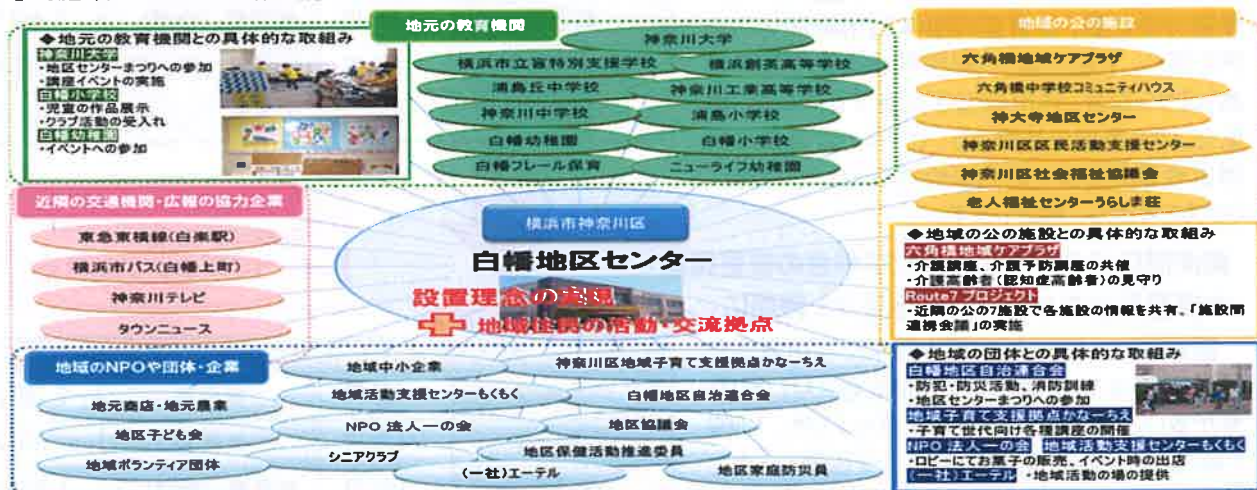 地元の教育機関
◆地元の教育機関との具体的な取組み
神奈川大学
・地区センターまつりへの参加
・講座イベントの実施
白幡小学校
・児童の作品展示
・クラブ活動の受入れ
白幡幼稚園
・イベントへの参加
神奈川大学
横浜市立盲特別支援学校
横浜創英高等学校
浦島丘中学校
神奈川工業高等学校
神奈川中学校
浦島小学校
白幡幼稚園
白幡小学校
白幡フレール保育
ニューライフ幼稚園
地域の公の施設
六角橋地域ケアプラザ
六角橋中学校コミュニティハウス
神大寺地区センター
神奈川区区民活動支援センター
神奈川区社会福祉協議会
老人福祉センターうらしま荘
◆地域の公の施設との具体的な取組み
六角橋地域ケアプラザ
・介護講座、介護予防講座の共催
・介護高齢者(認知症高齢者)の見守り
Route7 プロジェクト
・近隣の公の7施設で各施設の情報を共有、「施設間
連携会議」の実施
近隣の交通機関・広報の協力企業
東急東横線(白楽駅)
横浜市バス(白幡上町)
神奈川テレビ
タウンニュース
横浜市神奈川区
白幡地区センター
設置理念の実現
地域住民の活動・交流拠点
地域のNPOや団体・企業
地域中小企業
神奈川区地域子育て支援拠点かなーちえ
地域活動支援センターもくもく
白幡地区自治連合会
地元商店・地元農業
NPO 法人一の会
地区協議会
地区子ども会
シニアクラブ
地区保健活動推進委員
地域ボランティア団体
(一社)エーテル
地区家庭防災員
◆地域の団体との具体的な取組み
白幡地区自治連合会
・防犯・防災活動、消防訓練
・地区センターまつりへの参加
地域子育て支援拠点かなーちえ
・子育て世代向け各種講座の開催
NPO 法人一の会 地域活動支援センターもくもく
・ロビーにてお菓子の販売、イベント時の出店
(一社)エーテル ・地域活動の場の提供